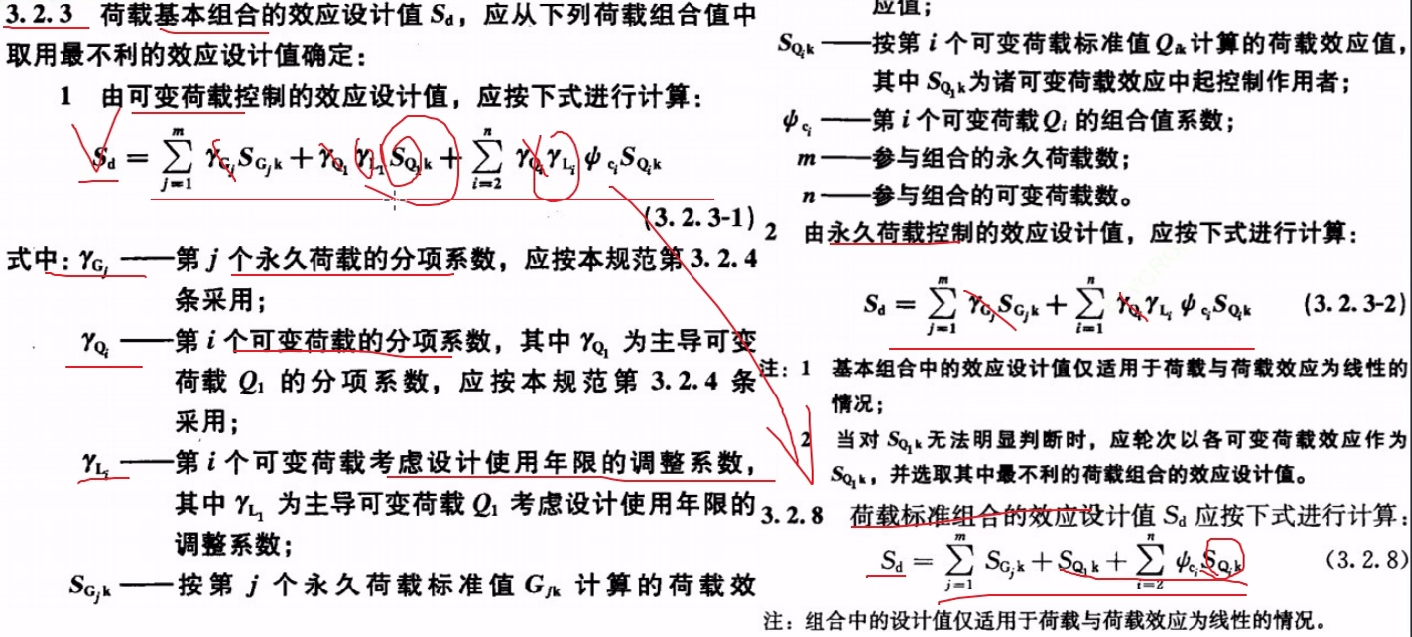 3.2.3 荷载基本组合的效应设计值 S_d，应从下列荷载组合值中
取用最不利的效应设计值确定：
1 由可变荷载控制的效应设计值，应按下式进行计算：
S_d = \sum_{j=1}^{m} γ_{G_j} S_{G_j k} + γ_{Q_1} γ_{L_1} S_{Q_1 k} + \sum_{i=2}^{n} γ_{Q_i} γ_{L_i} ψ_{c_i} S_{Q_i k}
(3.2.3-1)
式中：γ_{G_j} ——第 j 个永久荷载的分项系数，应按本规范第 3.2.4
条采用；
γ_{Q_i} ——第 i 个可变荷载的分项系数，其中 γ_{Q_1} 为主导可变
荷载 Q_1 的分项系数，应按本规范第 3.2.4 条
采用；
γ_{L_i} ——第 i 个可变荷载考虑设计使用年限的调整系数，
其中 γ_{L_1} 为主导可变荷载 Q_1 考虑设计使用年限的
调整系数；
S_{G_j k} ——按第 j 个永久荷载标准值 G_{jk} 计算的荷载效
应值；
S_{Q_i k} ——按第 i 个可变荷载标准值 Q_{ik} 计算的荷载效应值，
其中 S_{Q_1 k} 为诸可变荷载效应中起控制作用者；
ψ_{c_i} ——第 i 个可变荷载 Q_i 的组合值系数；
m ——参与组合的永久荷载数；
n ——参与组合的可变荷载数。
2 由永久荷载控制的效应设计值，应按下式进行计算：
S_d = \sum_{j=1}^{m} γ_{G_j} S_{G_j k} + \sum_{i=1}^{n} γ_{Q_i} γ_{L_i} ψ_{c_i} S_{Q_i k} (3.2.3-2)
注：1 基本组合中的效应设计值仅适用于荷载与荷载效应为线性的
情况；
2 当对 S_{Q_1 k} 无法明显判断时，应轮次以各可变荷载效应作为
S_{Q_1 k}，并选取其中最不利的荷载组合的效应设计值。
3.2.8 荷载标准组合的效应设计值 S_d 应按下式进行计算：
S_d = \sum_{j=1}^{m} S_{G_j k} + S_{Q_1 k} + \sum_{i=2}^{n} ψ_{c_i} S_{Q_i k} (3.2.8)
注：组合中的设计值仅适用于荷载与荷载效应为线性的情况。